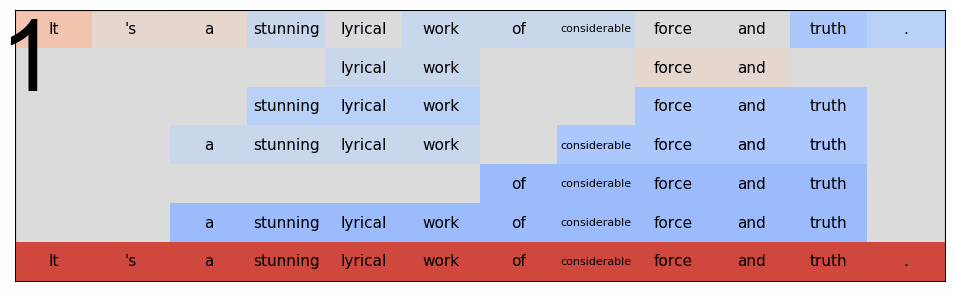 1
It 's a stunning lyrical work of considerable force and truth .
lyrical work force and
stunning lyrical work force and truth
a stunning lyrical work considerable force and truth
of considerable force and truth
a stunning lyrical work of considerable force and truth
It 's a stunning lyrical work of considerable force and truth .